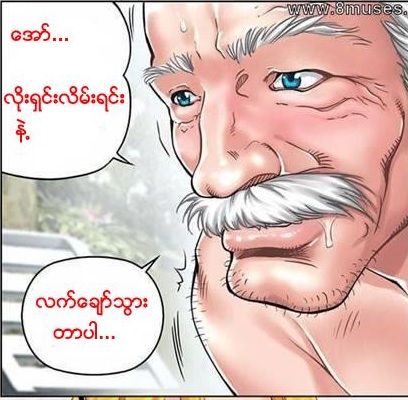 www.8muses.
အော်...
လိုးရှင်းလိမ်းရင်း
နဲ့
လက်ချော်သွား
တာပါ...